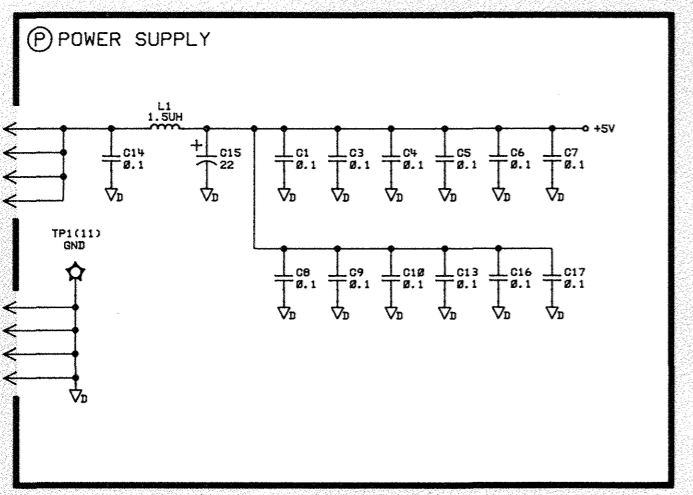 P POWER SUPPLY
L1
1.5UH
+5V
+
C14
0.1
C15
22
C1
0.1
C3
0.1
C4
0.1
C5
0.1
C6
0.1
C7
0.1
D D D D D D D D
TP1(11)
GND
C8
0.1
C9
0.1
C10
0.1
C13
0.1
C16
0.1
C17
0.1
D D D D D D
D